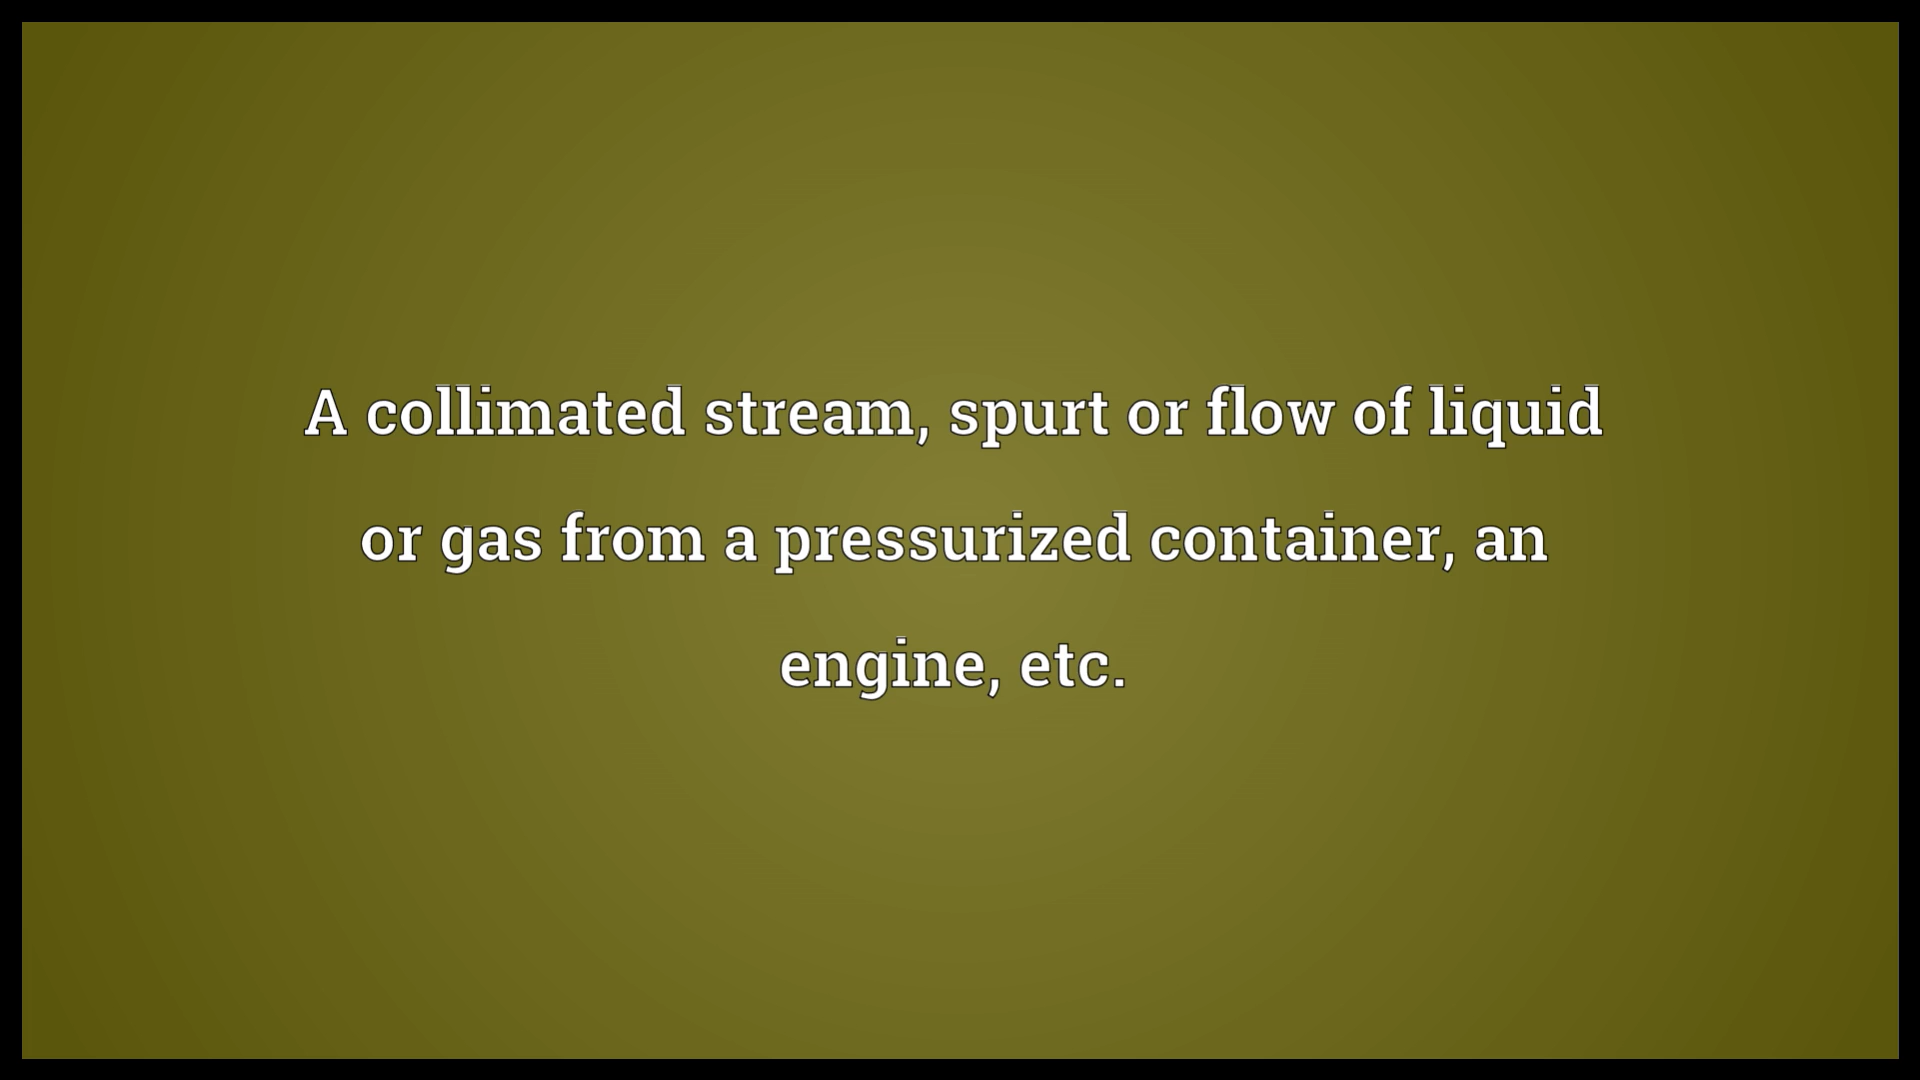 A collimated stream, spurt or flow of liquid
or gas from a pressurized container, an
engine, etc.